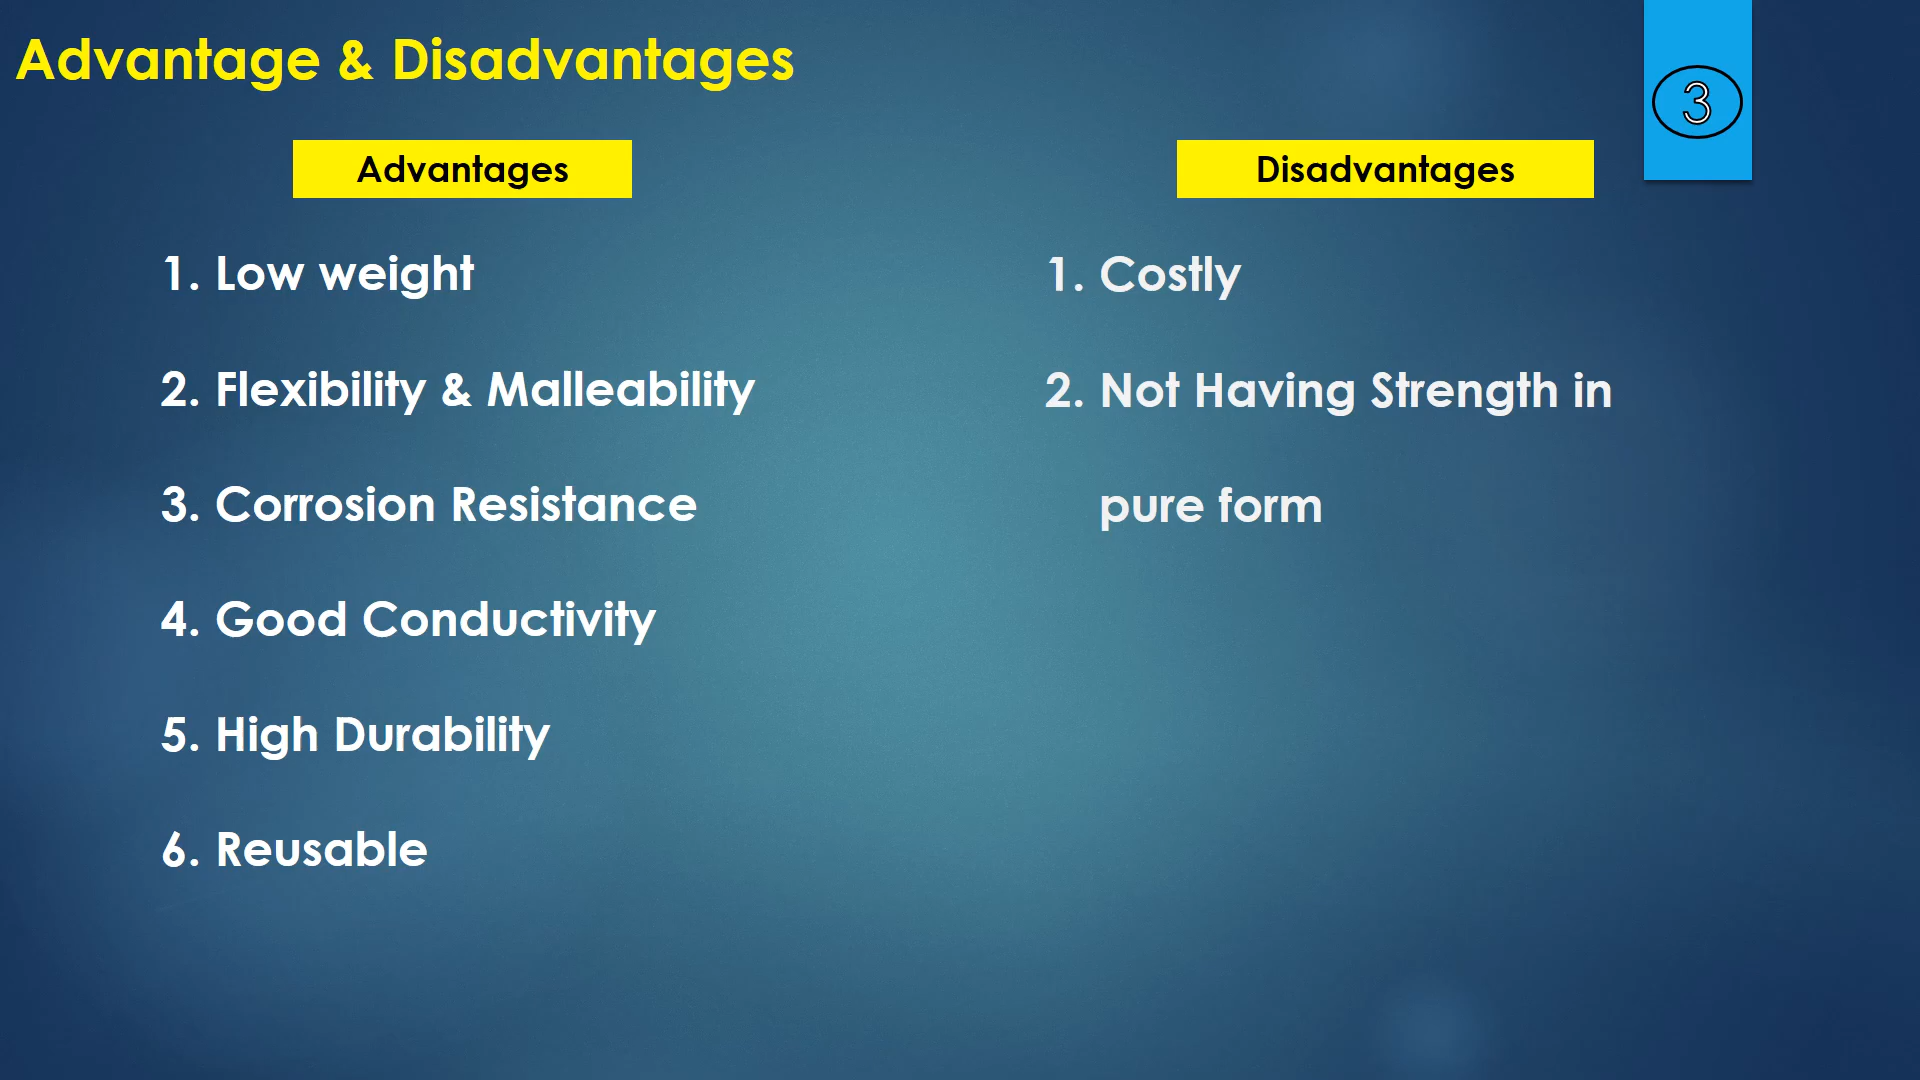 Advantage & Disadvantages
3
Advantages
1. Low weight
2. Flexibility & Malleability
3. Corrosion Resistance
4. Good Conductivity
5. High Durability
6. Reusable
Disadvantages
1. Costly
2. Not Having Strength in
pure form